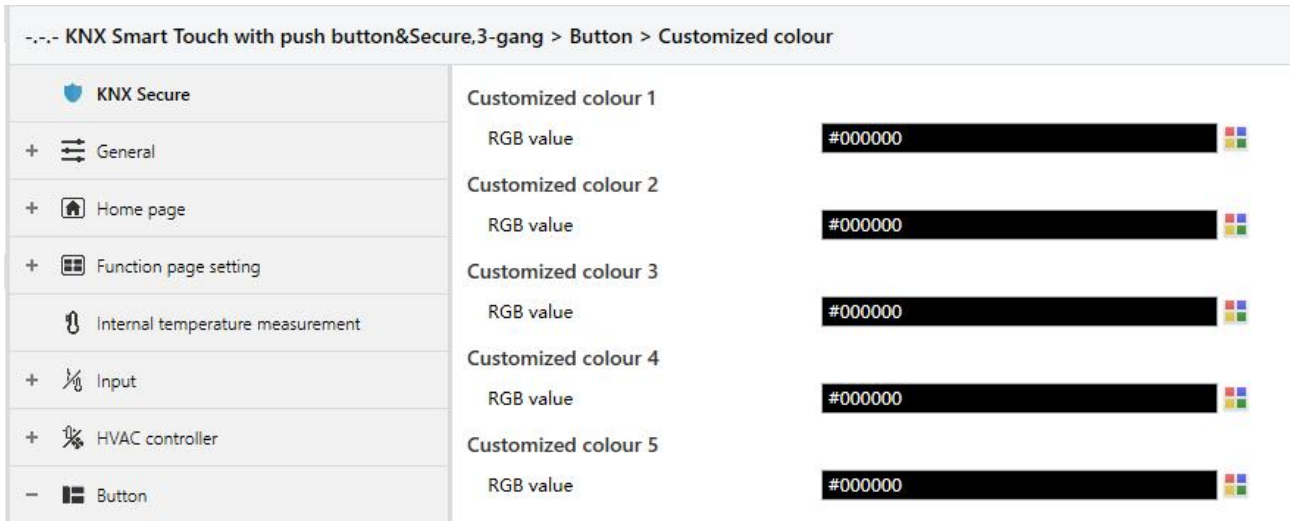 -.-.- KNX Smart Touch with push button&Secure,3-gang > Button > Customized colour
KNX Secure
+ General
+ Home page
+ Function page setting
Internal temperature measurement
+ Input
+ HVAC controller
− Button
Customized colour 1
RGB value #000000
Customized colour 2
RGB value #000000
Customized colour 3
RGB value #000000
Customized colour 4
RGB value #000000
Customized colour 5
RGB value #000000